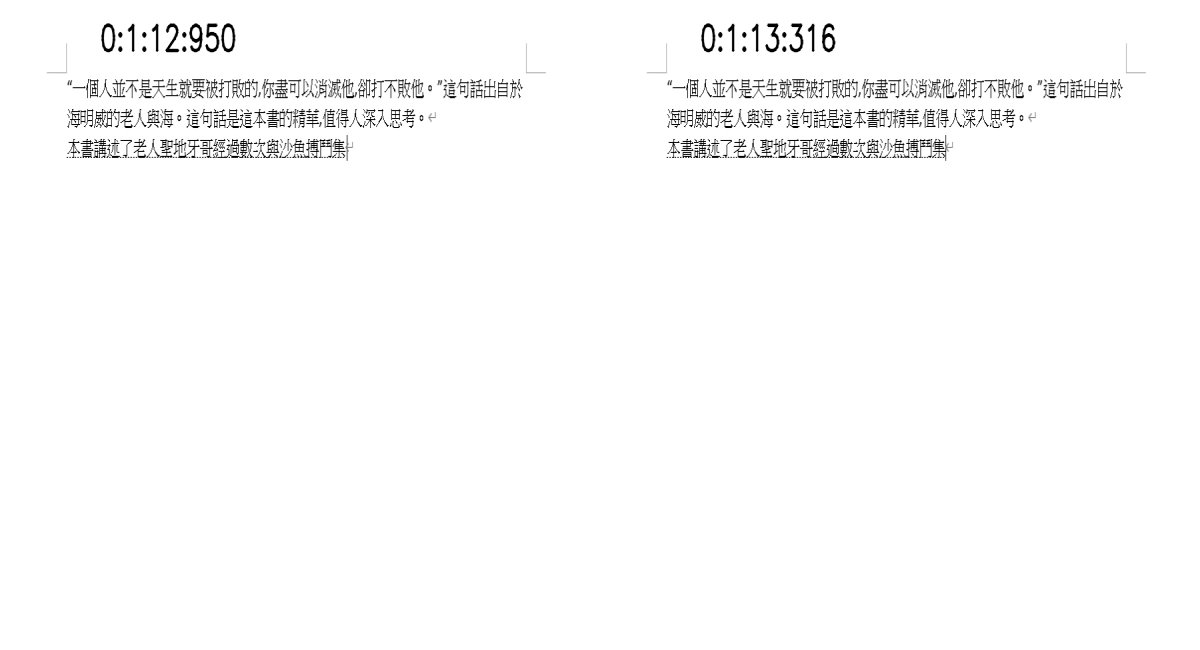 0:1:12:950
“一個人並不是天生就要被打敗的,你盡可以消滅他,卻打不敗他。”這句話出自於
海明威的老人與海。這句話是這本書的精華,值得人深入思考。↵
本書講述了老人聖地牙哥經過數次與沙魚搏鬥集↵
0:1:13:316
“一個人並不是天生就要被打敗的,你盡可以消滅他,卻打不敗他。”這句話出自於
海明威的老人與海。這句話是這本書的精華,值得人深入思考。↵
本書講述了老人聖地牙哥經過數次與沙魚搏鬥集↵